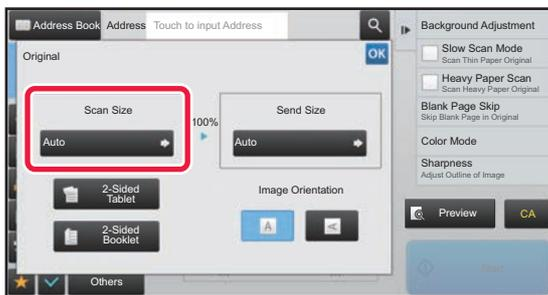 Address Book
Address
Touch to input Address
Original
OK
Scan Size
Auto
100%
Send Size
Auto
2-Sided
Tablet
2-Sided
Booklet
Image Orientation
A
A
Others
Background Adjustment
Slow Scan Mode
Scan Thin Paper Original
Heavy Paper Scan
Scan Heavy Paper Original
Blank Page Skip
Skip Blank Page in Original
Color Mode
Sharpness
Adjust Outline of Image
Preview
CA
Start